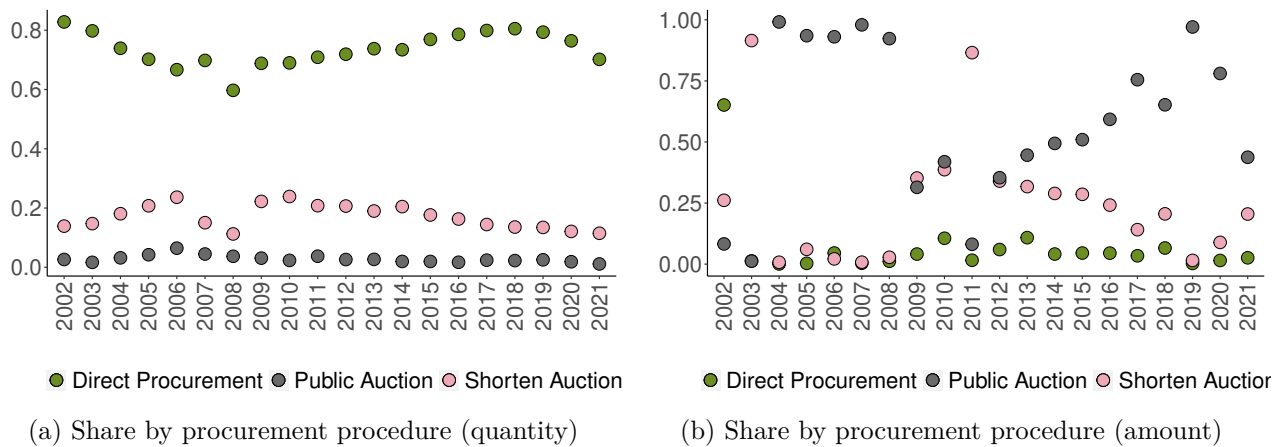 0.8
0.6
0.4
0.2
0.0
2002 2003 2004 2005 2006 2007 2008 2009 2010 2011 2012 2013 2014 2015 2016 2017 2018 2019 2020 2021
Direct Procurement Public Auction Shorten Auction
(a) Share by procurement procedure (quantity)
1.00
0.75
0.50
0.25
0.00
2002 2003 2004 2005 2006 2007 2008 2009 2010 2011 2012 2013 2014 2015 2016 2017 2018 2019 2020 2021
Direct Procurement Public Auction Shorten Auction
(b) Share by procurement procedure (amount)